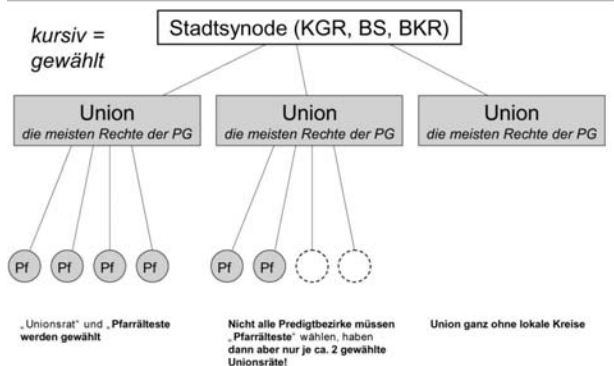 Stadtsynode (KGR, BS, BKR)
kursiv =
gewählt
Union
die meisten Rechte der PG
Union
die meisten Rechte der PG
Union
die meisten Rechte der PG
Pf
Pf
Pf
Pf
Pf
Pf
„Unionsrat“ und „Pfarrälteste
werden gewählt
Nicht alle Predigtbezirke müssen
„Pfarrälteste“ wählen, haben
dann aber nur je ca. 2 gewählte
Unionsräte!
Union ganz ohne lokale Kreise